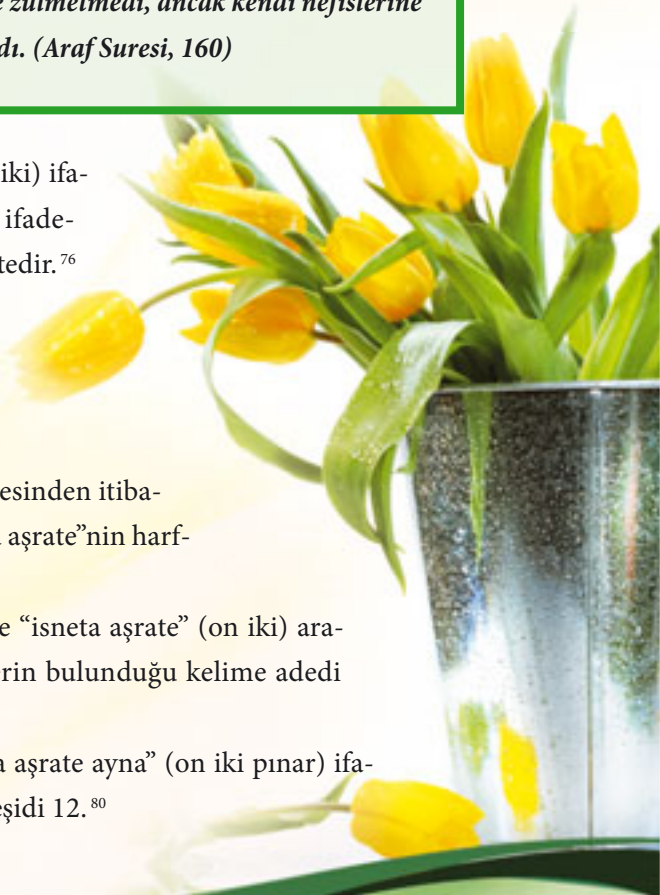 zulmetmedi, ancak kendi nefislerine
dı. (Araf Suresi, 160)
iki) ifa-
ifade-
tedir.76
esinden itiba-
aşrate”nin harf-
e “isneta aşrate” (on iki) ara-
erin bulunduğu kelime adedi
a aşrate ayna” (on iki pınar) ifa-
eşidi 12.80